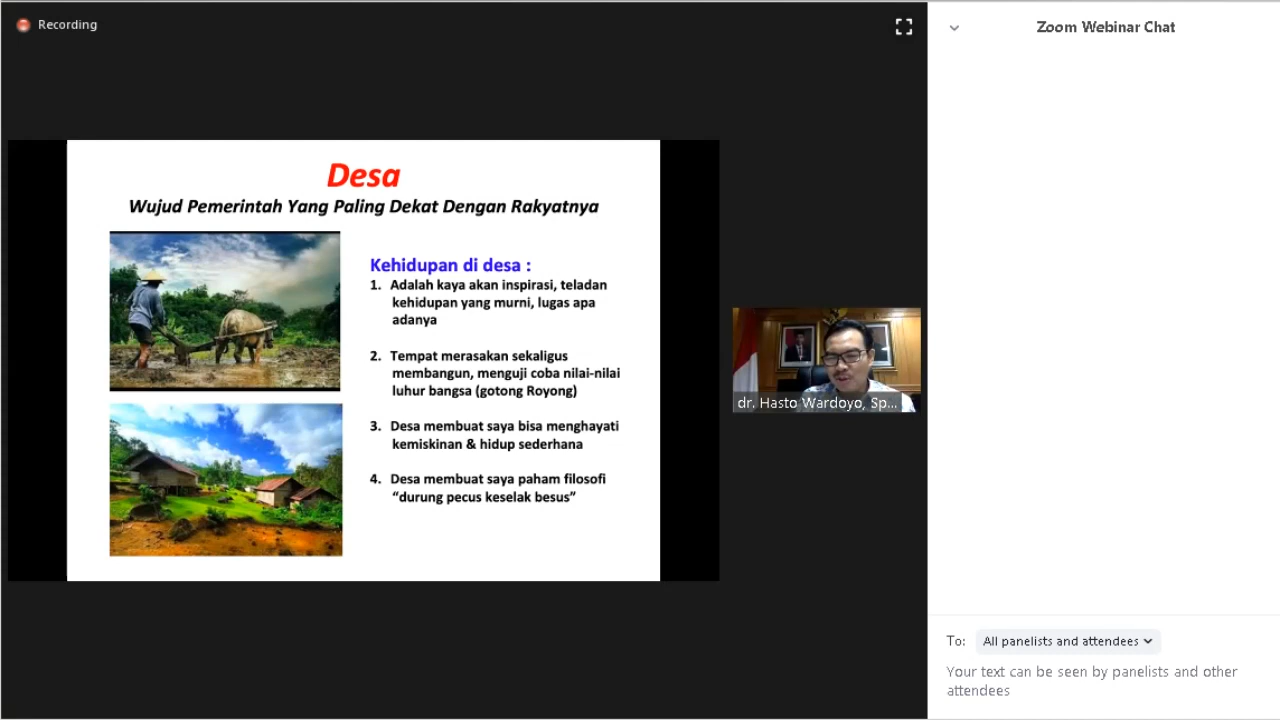 Recording
Zoom Webinar Chat
Desa
Wujud Pemerintah Yang Paling Dekat Dengan Rakyatnya
Kehidupan di desa :
1. Adalah kaya akan inspirasi, teladan
kehidupan yang murni, lugas apa
adanya
2. Tempat merasakan sekaligus
membangun, menguji coba nilai-nilai
luhur bangsa (gotong Royong)
3. Desa membuat saya bisa menghayati
kemiskinan & hidup sederhana
4. Desa membuat saya paham filosofi
“durung pecus keselak besus”
dr. Hasto Wardoyo, Sp...
To: All panelists and attendees
Your text can be seen by panelists and other
attendees